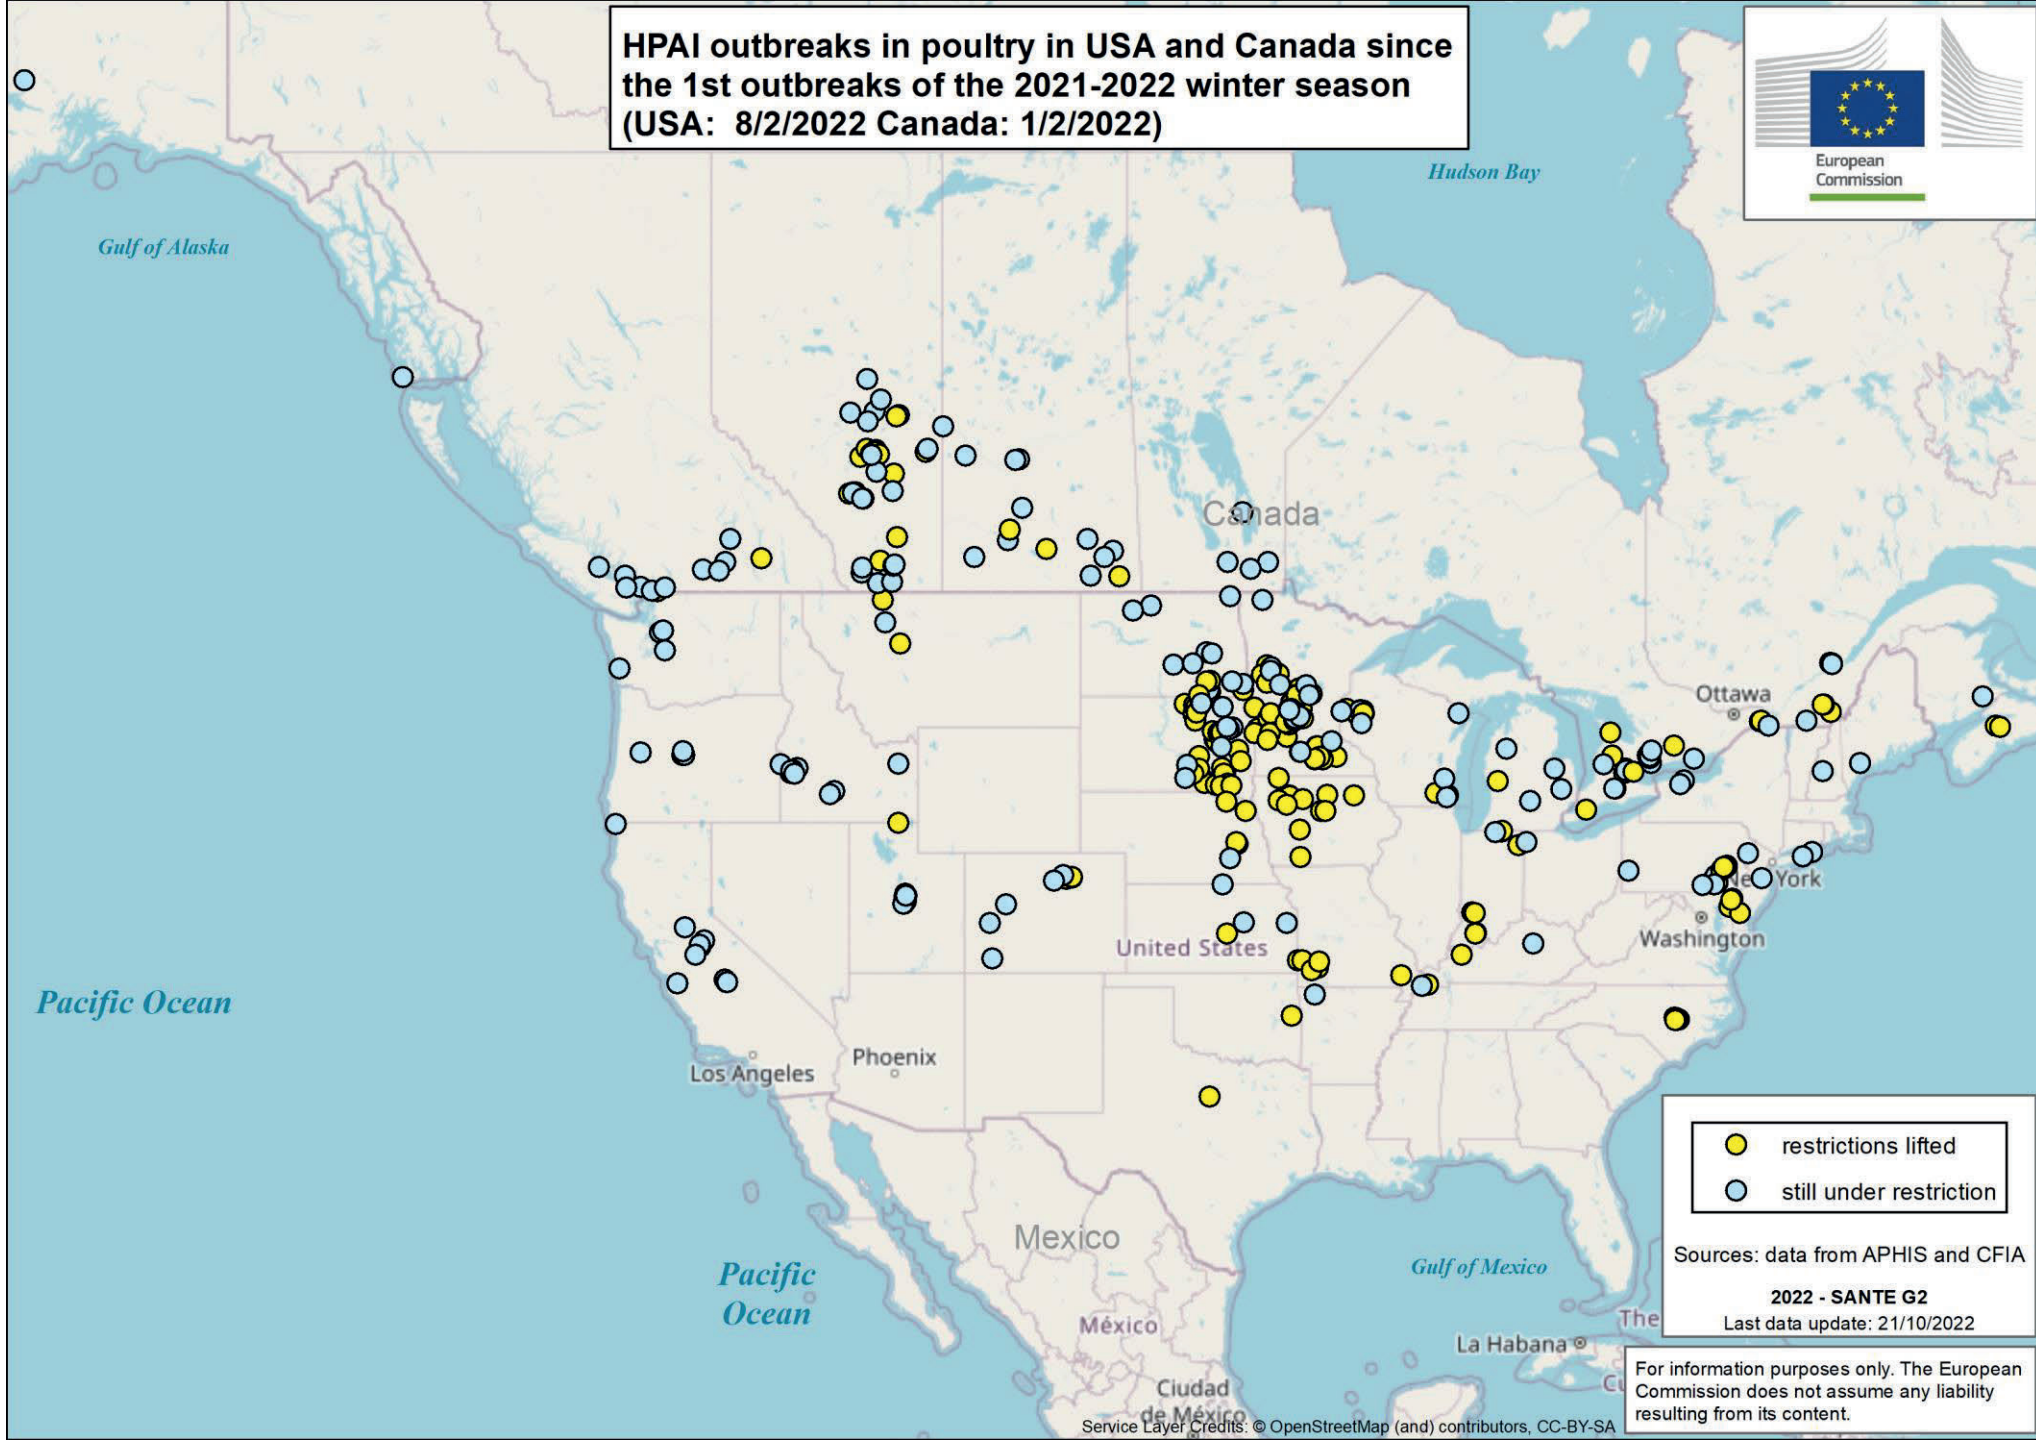 HPAI outbreaks in poultry in USA and Canada since
the 1st outbreaks of the 2021-2022 winter season
(USA:  8/2/2022 Canada: 1/2/2022)
European
Commission
Hudson Bay
Gulf of Alaska
Canada
Ottawa
New York
United States
Washington
Pacific Ocean
Phoenix
Los Angeles
restrictions lifted
still under restriction
Sources: data from APHIS and CFIA
2022 - SANTE G2
Last data update: 21/10/2022
Mexico
Gulf of Mexico
Pacific
Ocean
México
The
La Habana
Ciudad
de México
For information purposes only. The European
Commission does not assume any liability
resulting from its content.
Service Layer Credits: © OpenStreetMap (and) contributors, CC-BY-SA